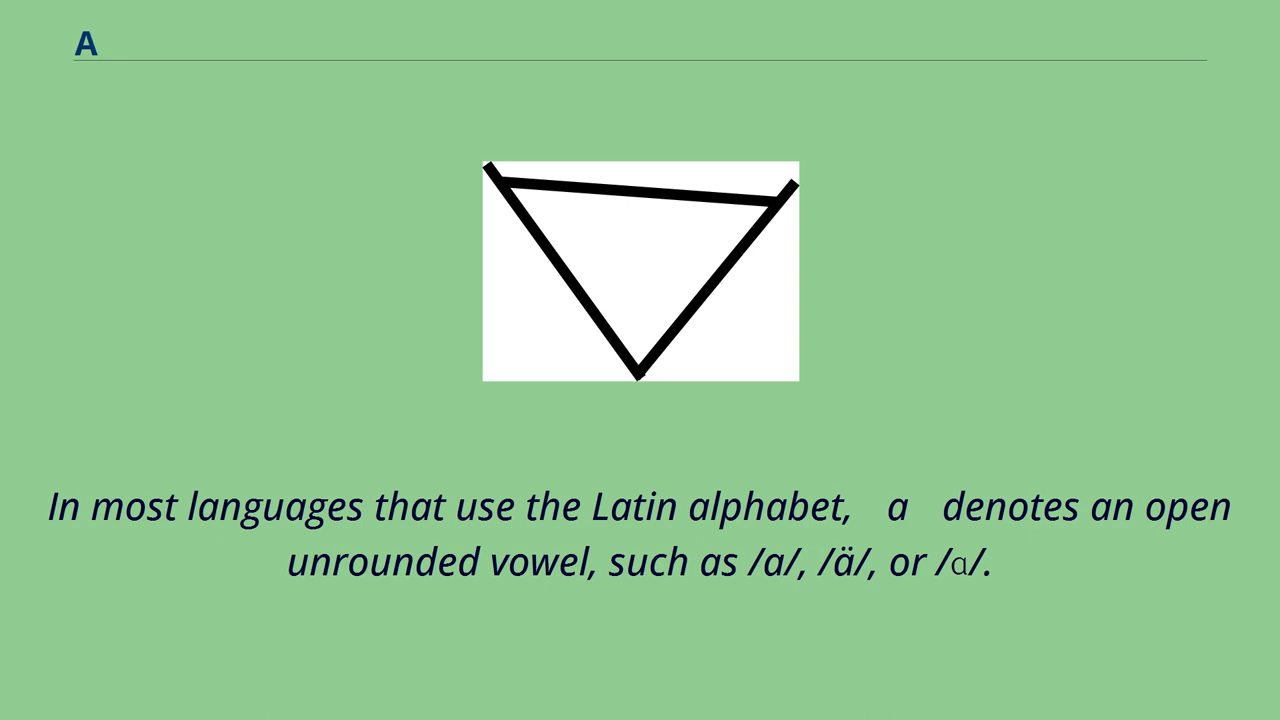 A
In most languages that use the Latin alphabet, a denotes an open
unrounded vowel, such as /a/, /ä/, or /ɑ/.